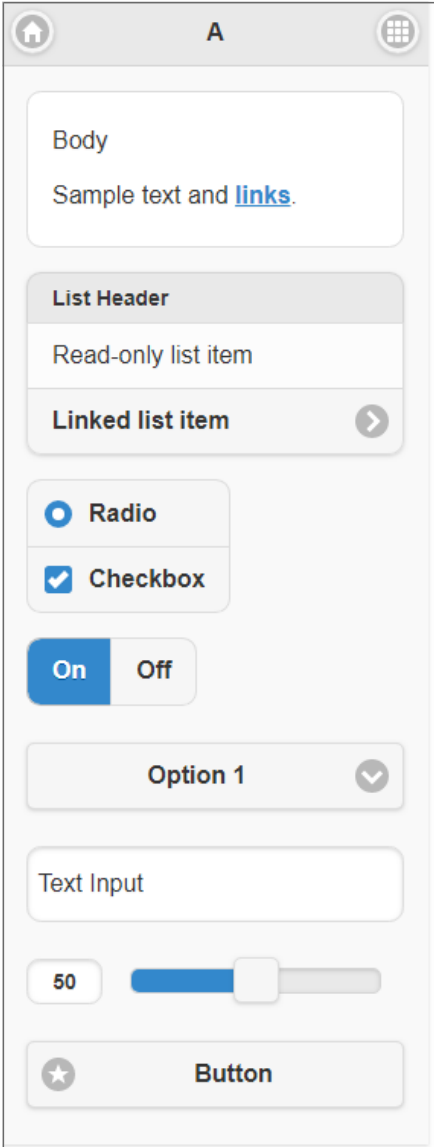 A
Body
Sample text and links.
List Header
Read-only list item
Linked list item
Radio
Checkbox
On Off
Option 1
Text Input
50
Button